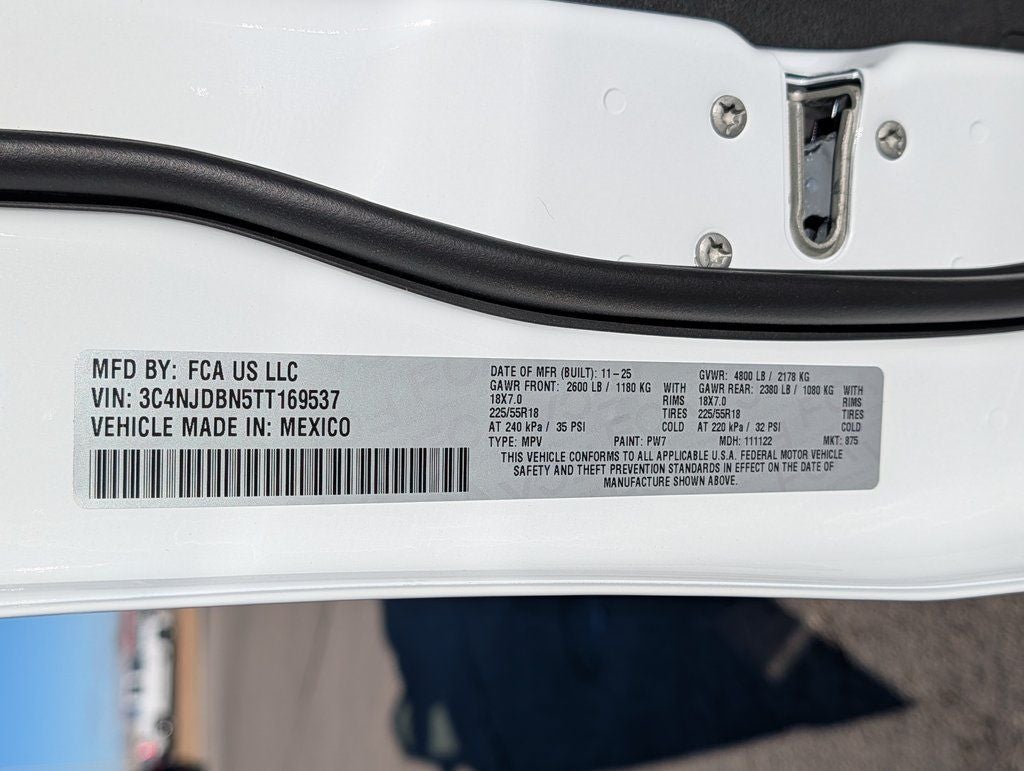 MFD BY: FCA US LLC
VIN: 3C4NJDBN5TT169537
VEHICLE MADE IN: MEXICO
DATE OF MFR (BUILT): 11-25
GAWR FRONT: 2600 LB / 1180 KG WITH
18X7.0 RIMS
225/55R18 TIRES
AT 240 kPa / 35 PSI COLD
GVWR: 4800 LB / 2178 KG
GAWR REAR: 2380 LB / 1080 KG WITH
18X7.0 RIMS
225/55R18 TIRES
AT 220 kPa / 32 PSI COLD
TYPE: MPV PAINT: PW7 MDH: 111122 MKT: 875
THIS VEHICLE CONFORMS TO ALL APPLICABLE U.S.A. FEDERAL MOTOR VEHICLE
SAFETY AND THEFT PREVENTION STANDARDS IN EFFECT ON THE DATE OF
MANUFACTURE SHOWN ABOVE.